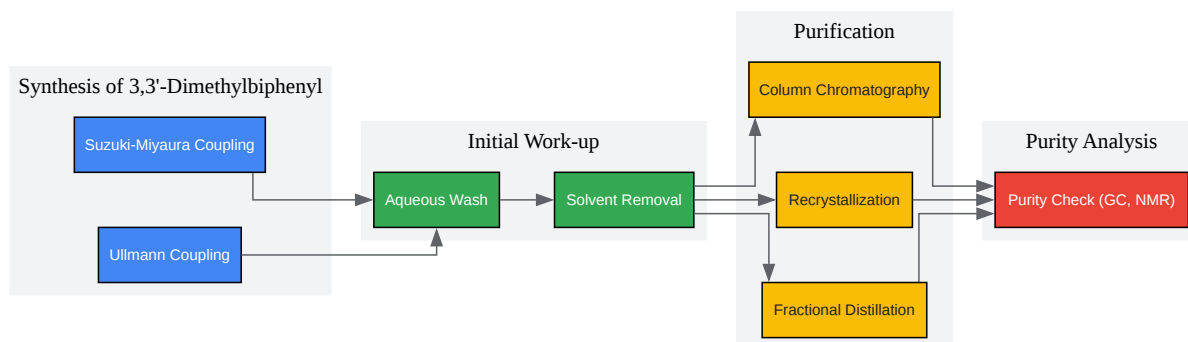 Synthesis of 3,3'-Dimethylbiphenyl
Suzuki-Miyaura Coupling
Ullmann Coupling
Initial Work-up
Aqueous Wash
Solvent Removal
Purification
Column Chromatography
Recrystallization
Fractional Distillation
Purity Analysis
Purity Check (GC, NMR)